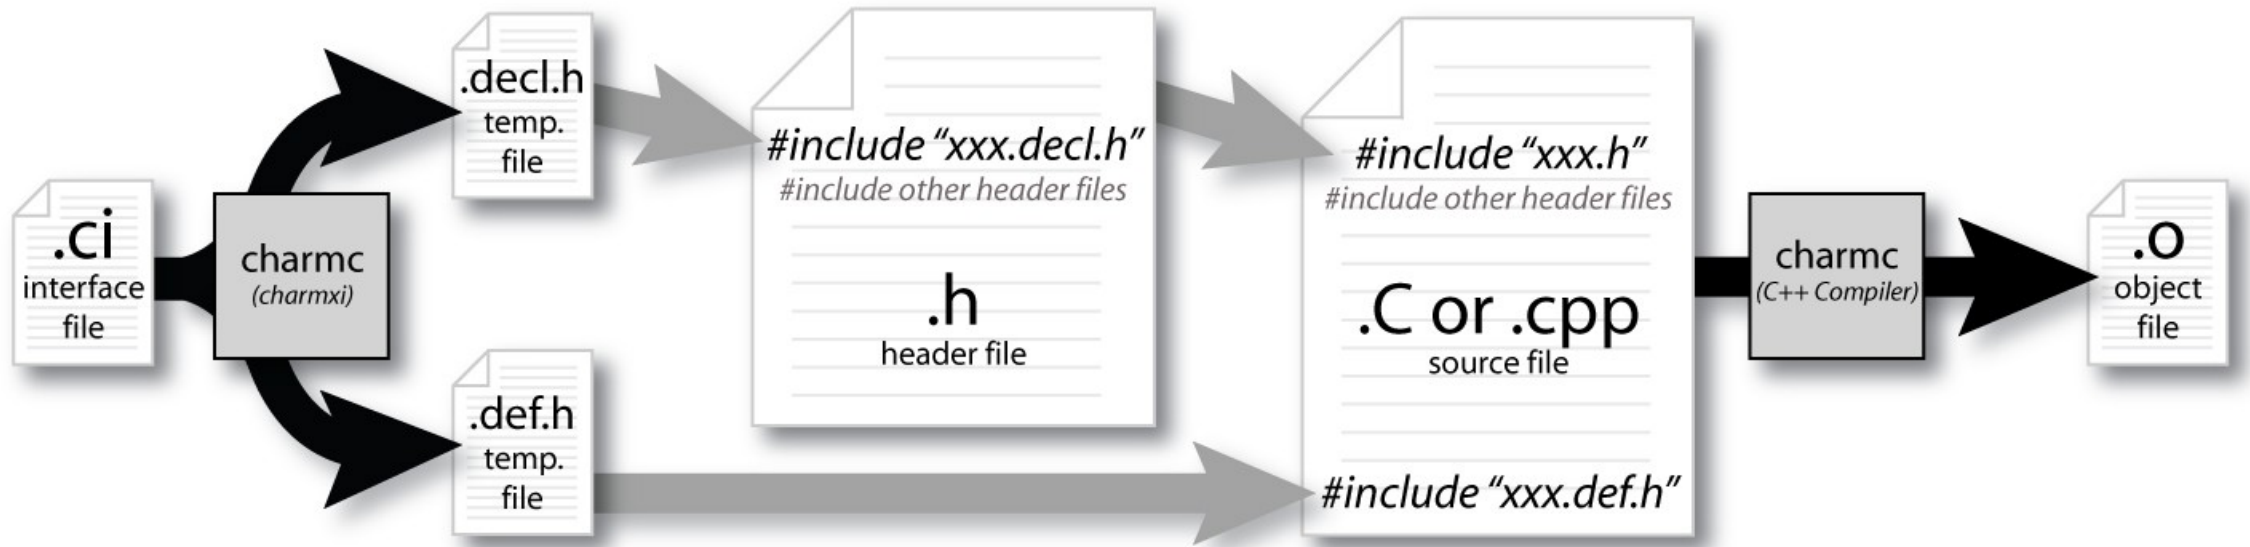 .ci
interface
file
charmc
(charmxi)
.decl.h
temp.
file
.def.h
temp.
file
#include “xxx.decl.h”
#include other header files
.h
header file
#include “xxx.h”
#include other header files
.C or .cpp
source file
#include “xxx.def.h”
charmc
(C++ Compiler)
.o
object
file